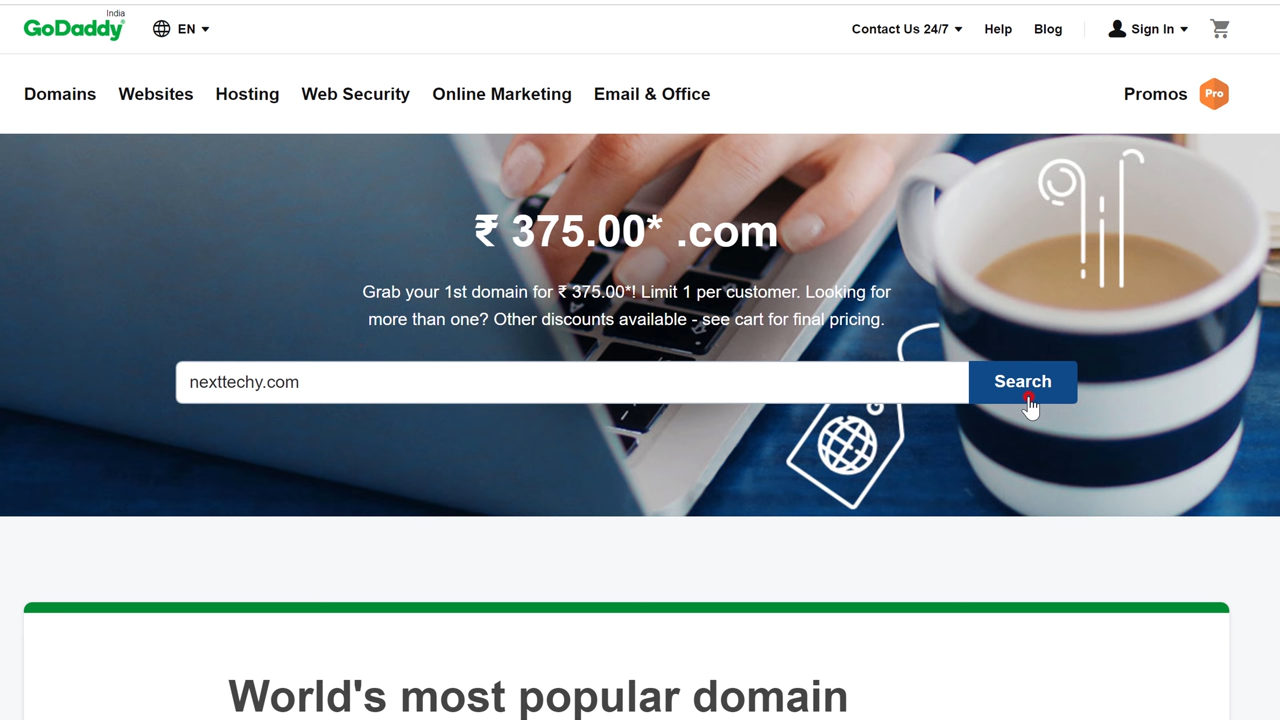 India
GoDaddy
EN
Contact Us 24/7
Help
Blog
Sign In
Domains
Websites
Hosting
Web Security
Online Marketing
Email & Office
Promos
Pro
₹ 375.00* .com
Grab your 1st domain for ₹ 375.00*! Limit 1 per customer. Looking for
more than one? Other discounts available - see cart for final pricing.
nexttechy.com
Search
World's most popular domain